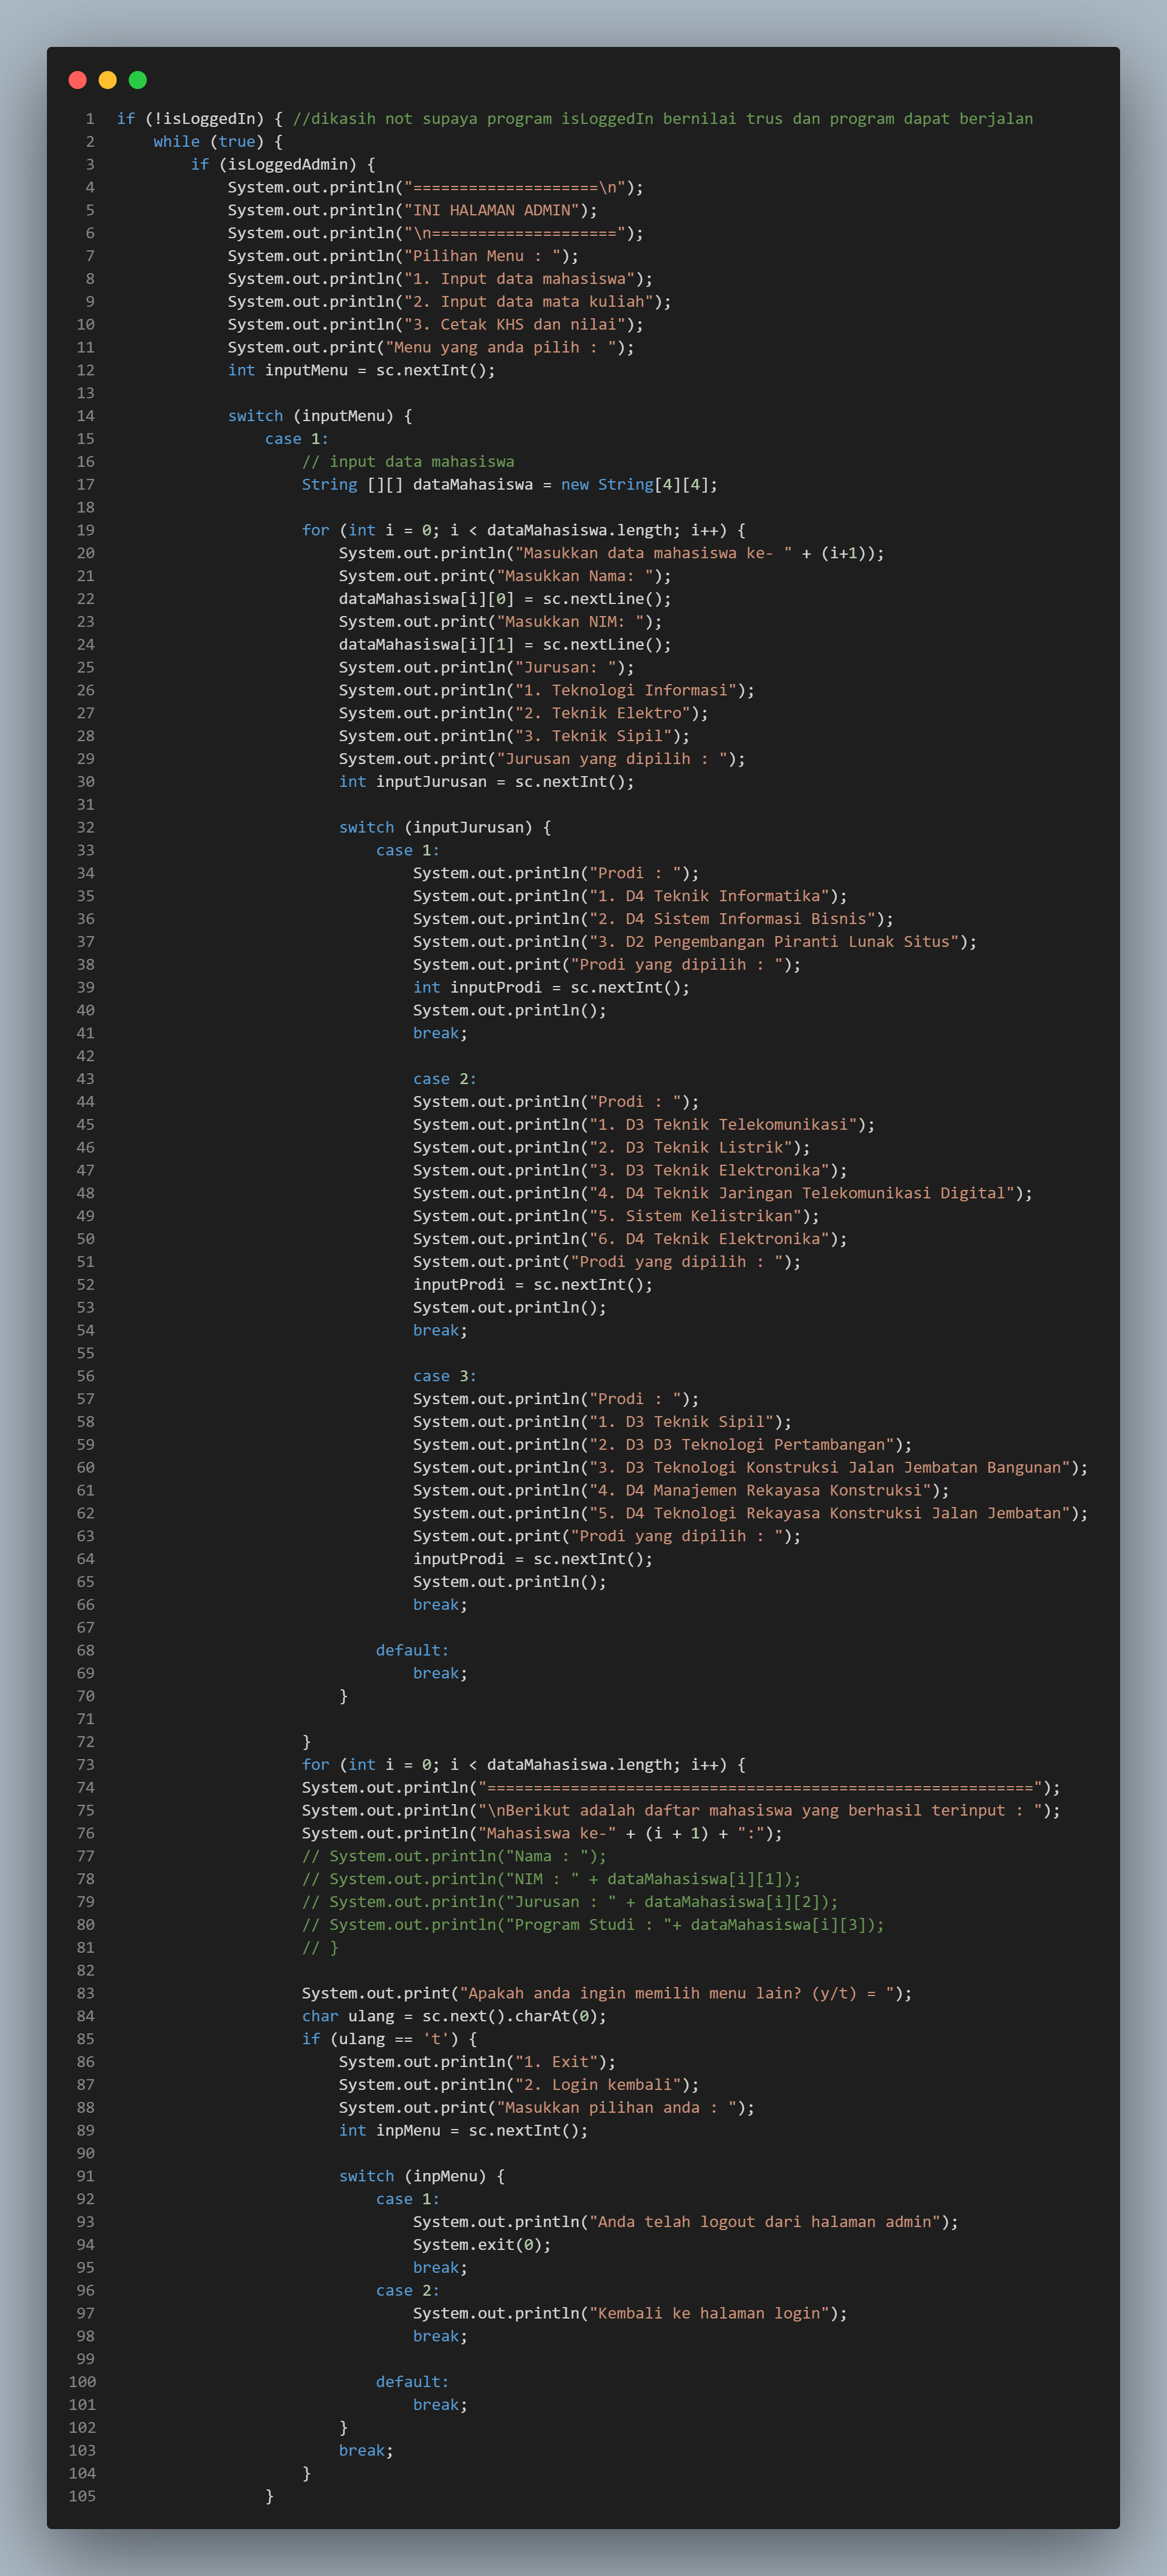 1 if (!isLoggedIn) { //dikasih not supaya program isLoggedIn bernilai trus dan program dapat berjalan
2     while (true) {
3         if (isLoggedAdmin) {
4             System.out.println("====================\n");
5             System.out.println("INI HALAMAN ADMIN");
6             System.out.println("\n====================");
7             System.out.println("Pilihan Menu : ");
8             System.out.println("1. Input data mahasiswa");
9             System.out.println("2. Input data mata kuliah");
10             System.out.println("3. Cetak KHS dan nilai");
11             System.out.print("Menu yang anda pilih : ");
12             int inputMenu = sc.nextInt();
13
14             switch (inputMenu) {
15                 case 1:
16                     // input data mahasiswa
17                     String [][] dataMahasiswa = new String[4][4];
18
19                     for (int i = 0; i < dataMahasiswa.length; i++) {
20                         System.out.println("Masukkan data mahasiswa ke- " + (i+1));
21                         System.out.print("Masukkan Nama: ");
22                         dataMahasiswa[i][0] = sc.nextLine();
23                         System.out.print("Masukkan NIM: ");
24                         dataMahasiswa[i][1] = sc.nextLine();
25                         System.out.println("Jurusan: ");
26                         System.out.println("1. Teknologi Informasi");
27                         System.out.println("2. Teknik Elektro");
28                         System.out.println("3. Teknik Sipil");
29                         System.out.print("Jurusan yang dipilih : ");
30                         int inputJurusan = sc.nextInt();
31
32                         switch (inputJurusan) {
33                             case 1:
34                                 System.out.println("Prodi : ");
35                                 System.out.println("1. D4 Teknik Informatika");
36                                 System.out.println("2. D4 Sistem Informasi Bisnis");
37                                 System.out.println("3. D2 Pengembangan Piranti Lunak Situs");
38                                 System.out.print("Prodi yang dipilih : ");
39                                 int inputProdi = sc.nextInt();
40                                 System.out.println();
41                                 break;
42
43                                 case 2:
44                                 System.out.println("Prodi : ");
45                                 System.out.println("1. D3 Teknik Telekomunikasi");
46                                 System.out.println("2. D3 Teknik Listrik");
47                                 System.out.println("3. D3 Teknik Elektronika");
48                                 System.out.println("4. D4 Teknik Jaringan Telekomunikasi Digital");
49                                 System.out.println("5. Sistem Kelistrikan");
50                                 System.out.println("6. D4 Teknik Elektronika");
51                                 System.out.print("Prodi yang dipilih : ");
52                                 inputProdi = sc.nextInt();
53                                 System.out.println();
54                                 break;
55
56                                 case 3:
57                                 System.out.println("Prodi : ");
58                                 System.out.println("1. D3 Teknik Sipil");
59                                 System.out.println("2. D3 D3 Teknologi Pertambangan");
60                                 System.out.println("3. D3 Teknologi Konstruksi Jalan Jembatan Bangunan");
61                                 System.out.println("4. D4 Manajemen Rekayasa Konstruksi");
62                                 System.out.println("5. D4 Teknologi Rekayasa Konstruksi Jalan Jembatan");
63                                 System.out.print("Prodi yang dipilih : ");
64                                 inputProdi = sc.nextInt();
65                                 System.out.println();
66                                 break;
67
68                             default:
69                                 break;
70                         }
71
72                     }
73                     for (int i = 0; i < dataMahasiswa.length; i++) {
74                     System.out.println("===========================================================");
75                     System.out.println("\nBerikut adalah daftar mahasiswa yang berhasil terinput : ");
76                     System.out.println("Mahasiswa ke-" + (i + 1) + ":");
77                     // System.out.println("Nama : ");
78                     // System.out.println("NIM : " + dataMahasiswa[i][1]);
79                     // System.out.println("Jurusan : " + dataMahasiswa[i][2]);
80                     // System.out.println("Program Studi : "+ dataMahasiswa[i][3]);
81                     // }
82
83                     System.out.print("Apakah anda ingin memilih menu lain? (y/t) = ");
84                     char ulang = sc.next().charAt(0);
85                     if (ulang == 't') {
86                         System.out.println("1. Exit");
87                         System.out.println("2. Login kembali");
88                         System.out.print("Masukkan pilihan anda : ");
89                         int inpMenu = sc.nextInt();
90
91                         switch (inpMenu) {
92                             case 1:
93                                 System.out.println("Anda telah logout dari halaman admin");
94                                 System.exit(0);
95                                 break;
96                             case 2:
97                                 System.out.println("Kembali ke halaman login");
98                                 break;
99
100                             default:
101                                 break;
102                         }
103                         break;
104                     }
105                 }